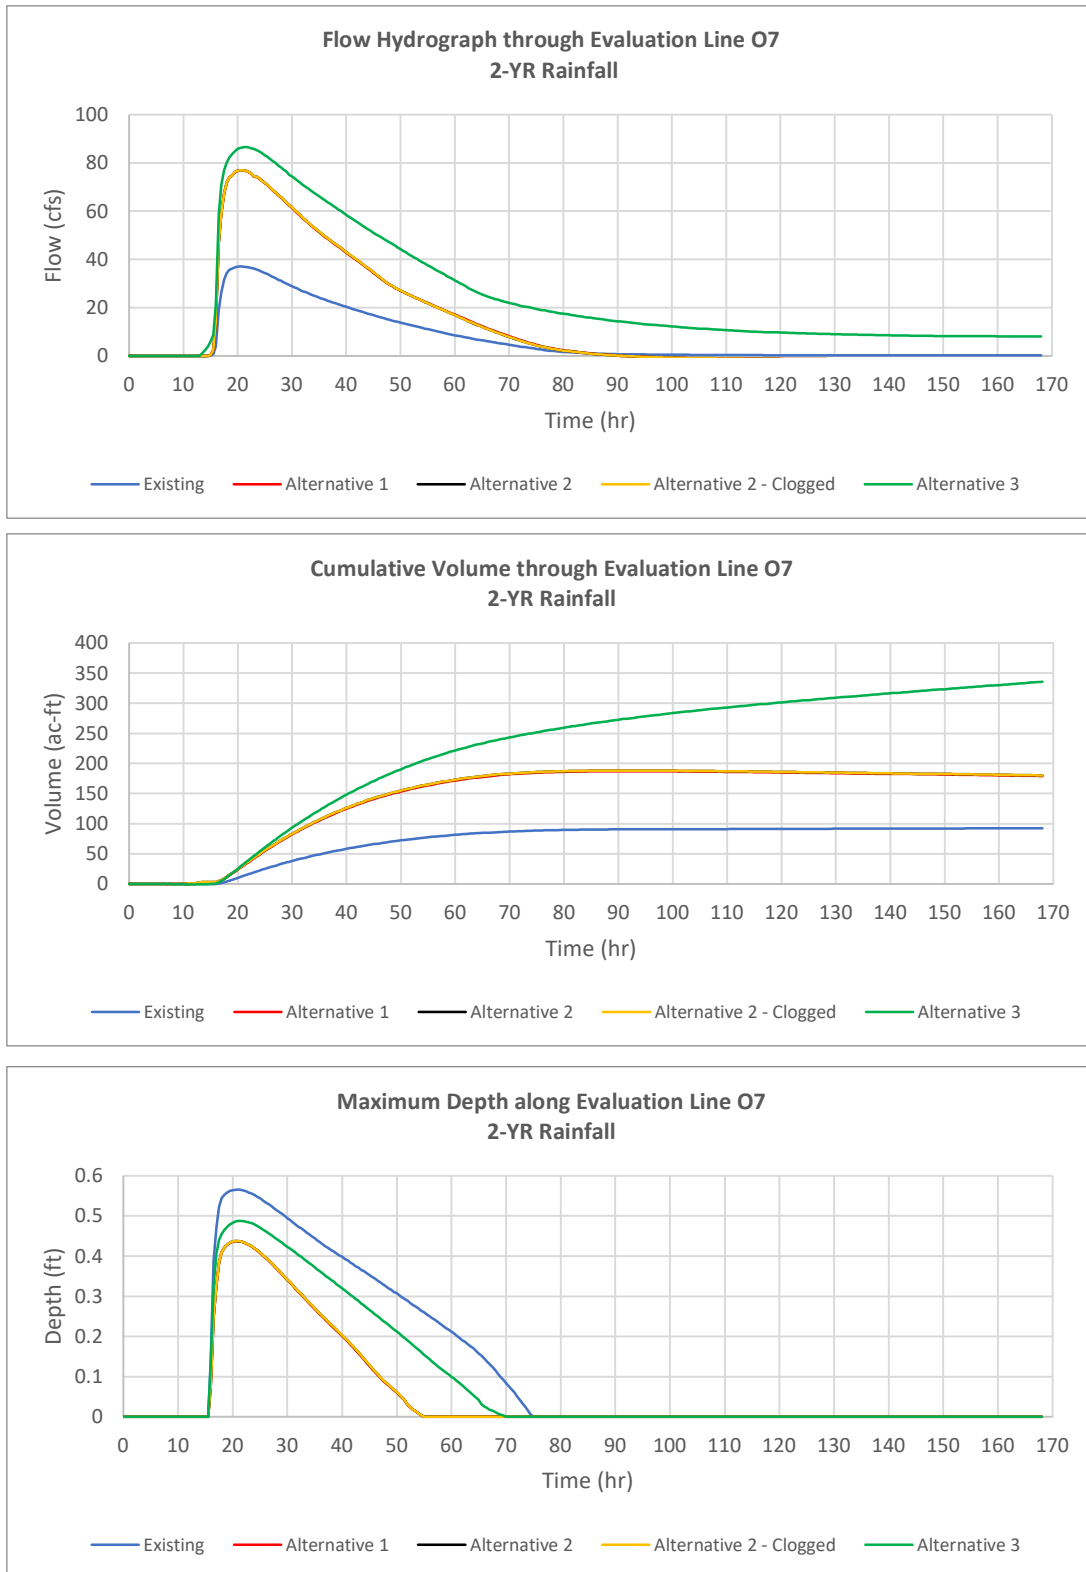 Flow Hydrograph through Evaluation Line O7
2-YR Rainfall
100
80
60
40
20
0
Flow (cfs)
0 10 20 30 40 50 60 70 80 90 100 110 120 130 140 150 160 170
Time (hr)
Existing Alternative 1 Alternative 2 Alternative 2 - Clogged Alternative 3
Cumulative Volume through Evaluation Line O7
2-YR Rainfall
400
350
300
250
200
150
100
50
0
Volume (ac-ft)
0 10 20 30 40 50 60 70 80 90 100 110 120 130 140 150 160 170
Time (hr)
Existing Alternative 1 Alternative 2 Alternative 2 - Clogged Alternative 3
Maximum Depth along Evaluation Line O7
2-YR Rainfall
0.6
0.5
0.4
0.3
0.2
0.1
0
Depth (ft)
0 10 20 30 40 50 60 70 80 90 100 110 120 130 140 150 160 170
Time (hr)
Existing Alternative 1 Alternative 2 Alternative 2 - Clogged Alternative 3